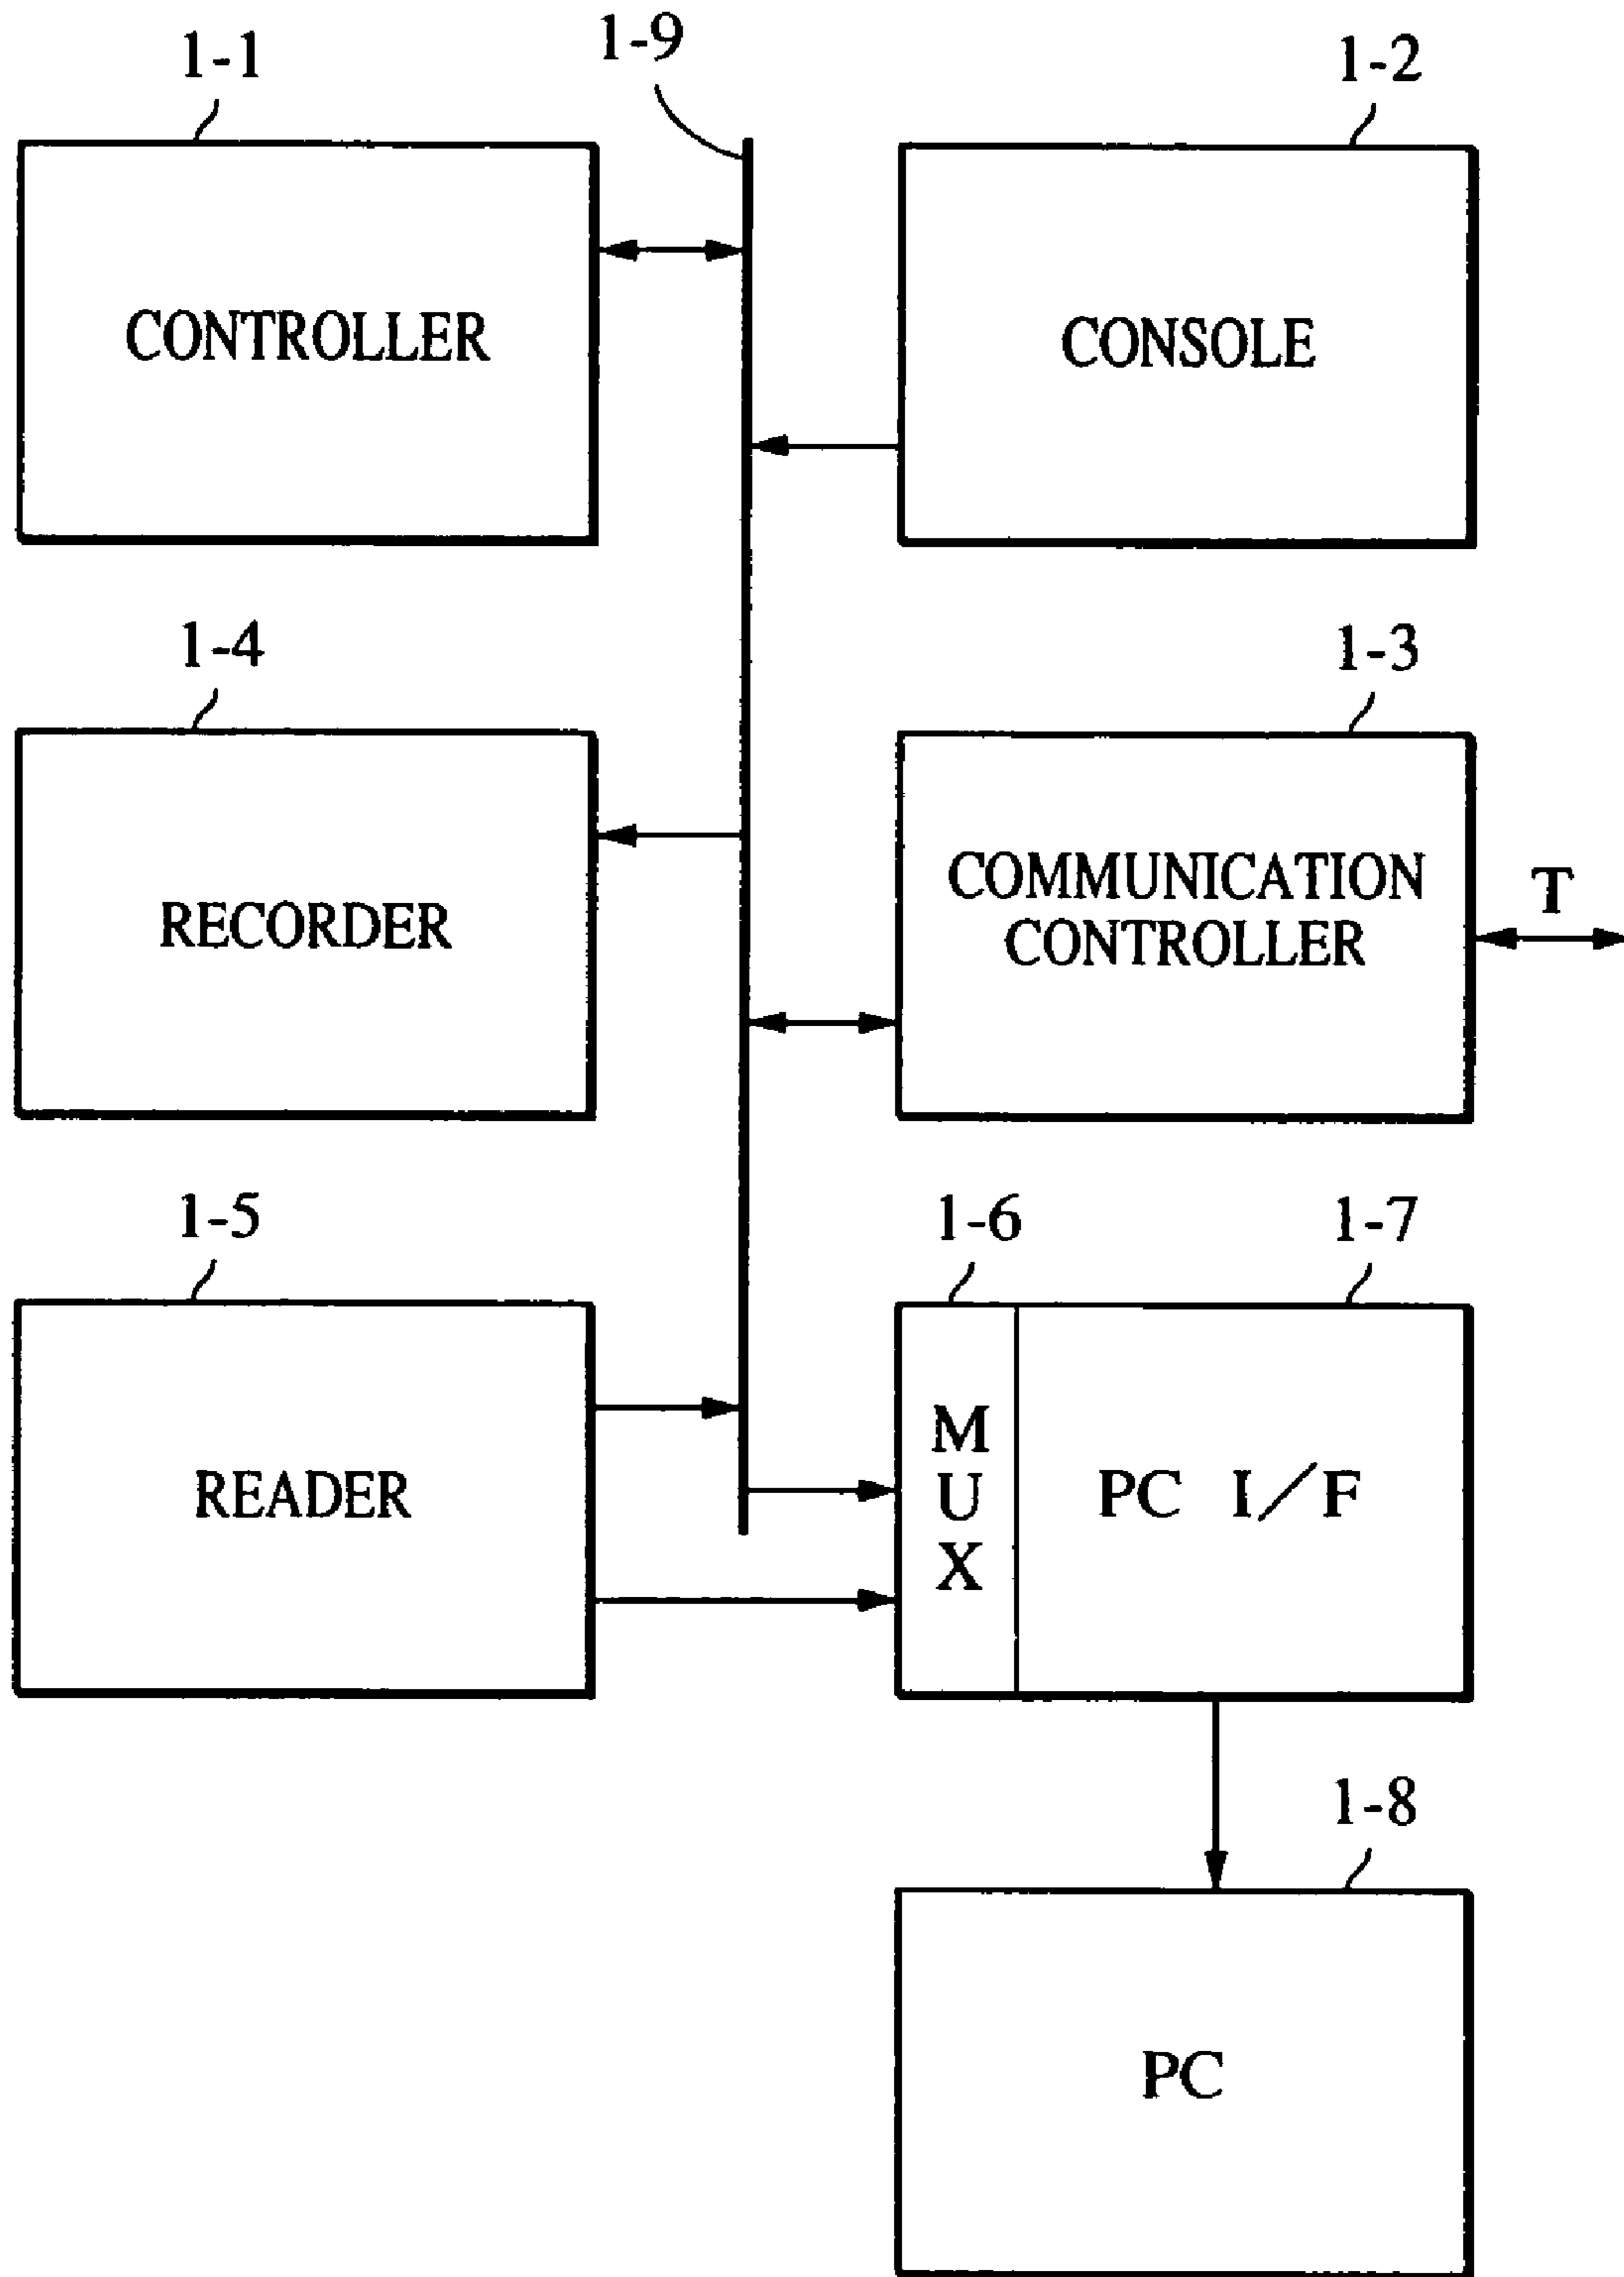 1-1
1-9
1-2
CONTROLLER
CONSOLE
1-4
1-3
RECORDER
COMMUNICATION
CONTROLLER
T
1-5
1-6
1-7
READER
MUX
PC I/F
1-8
PC